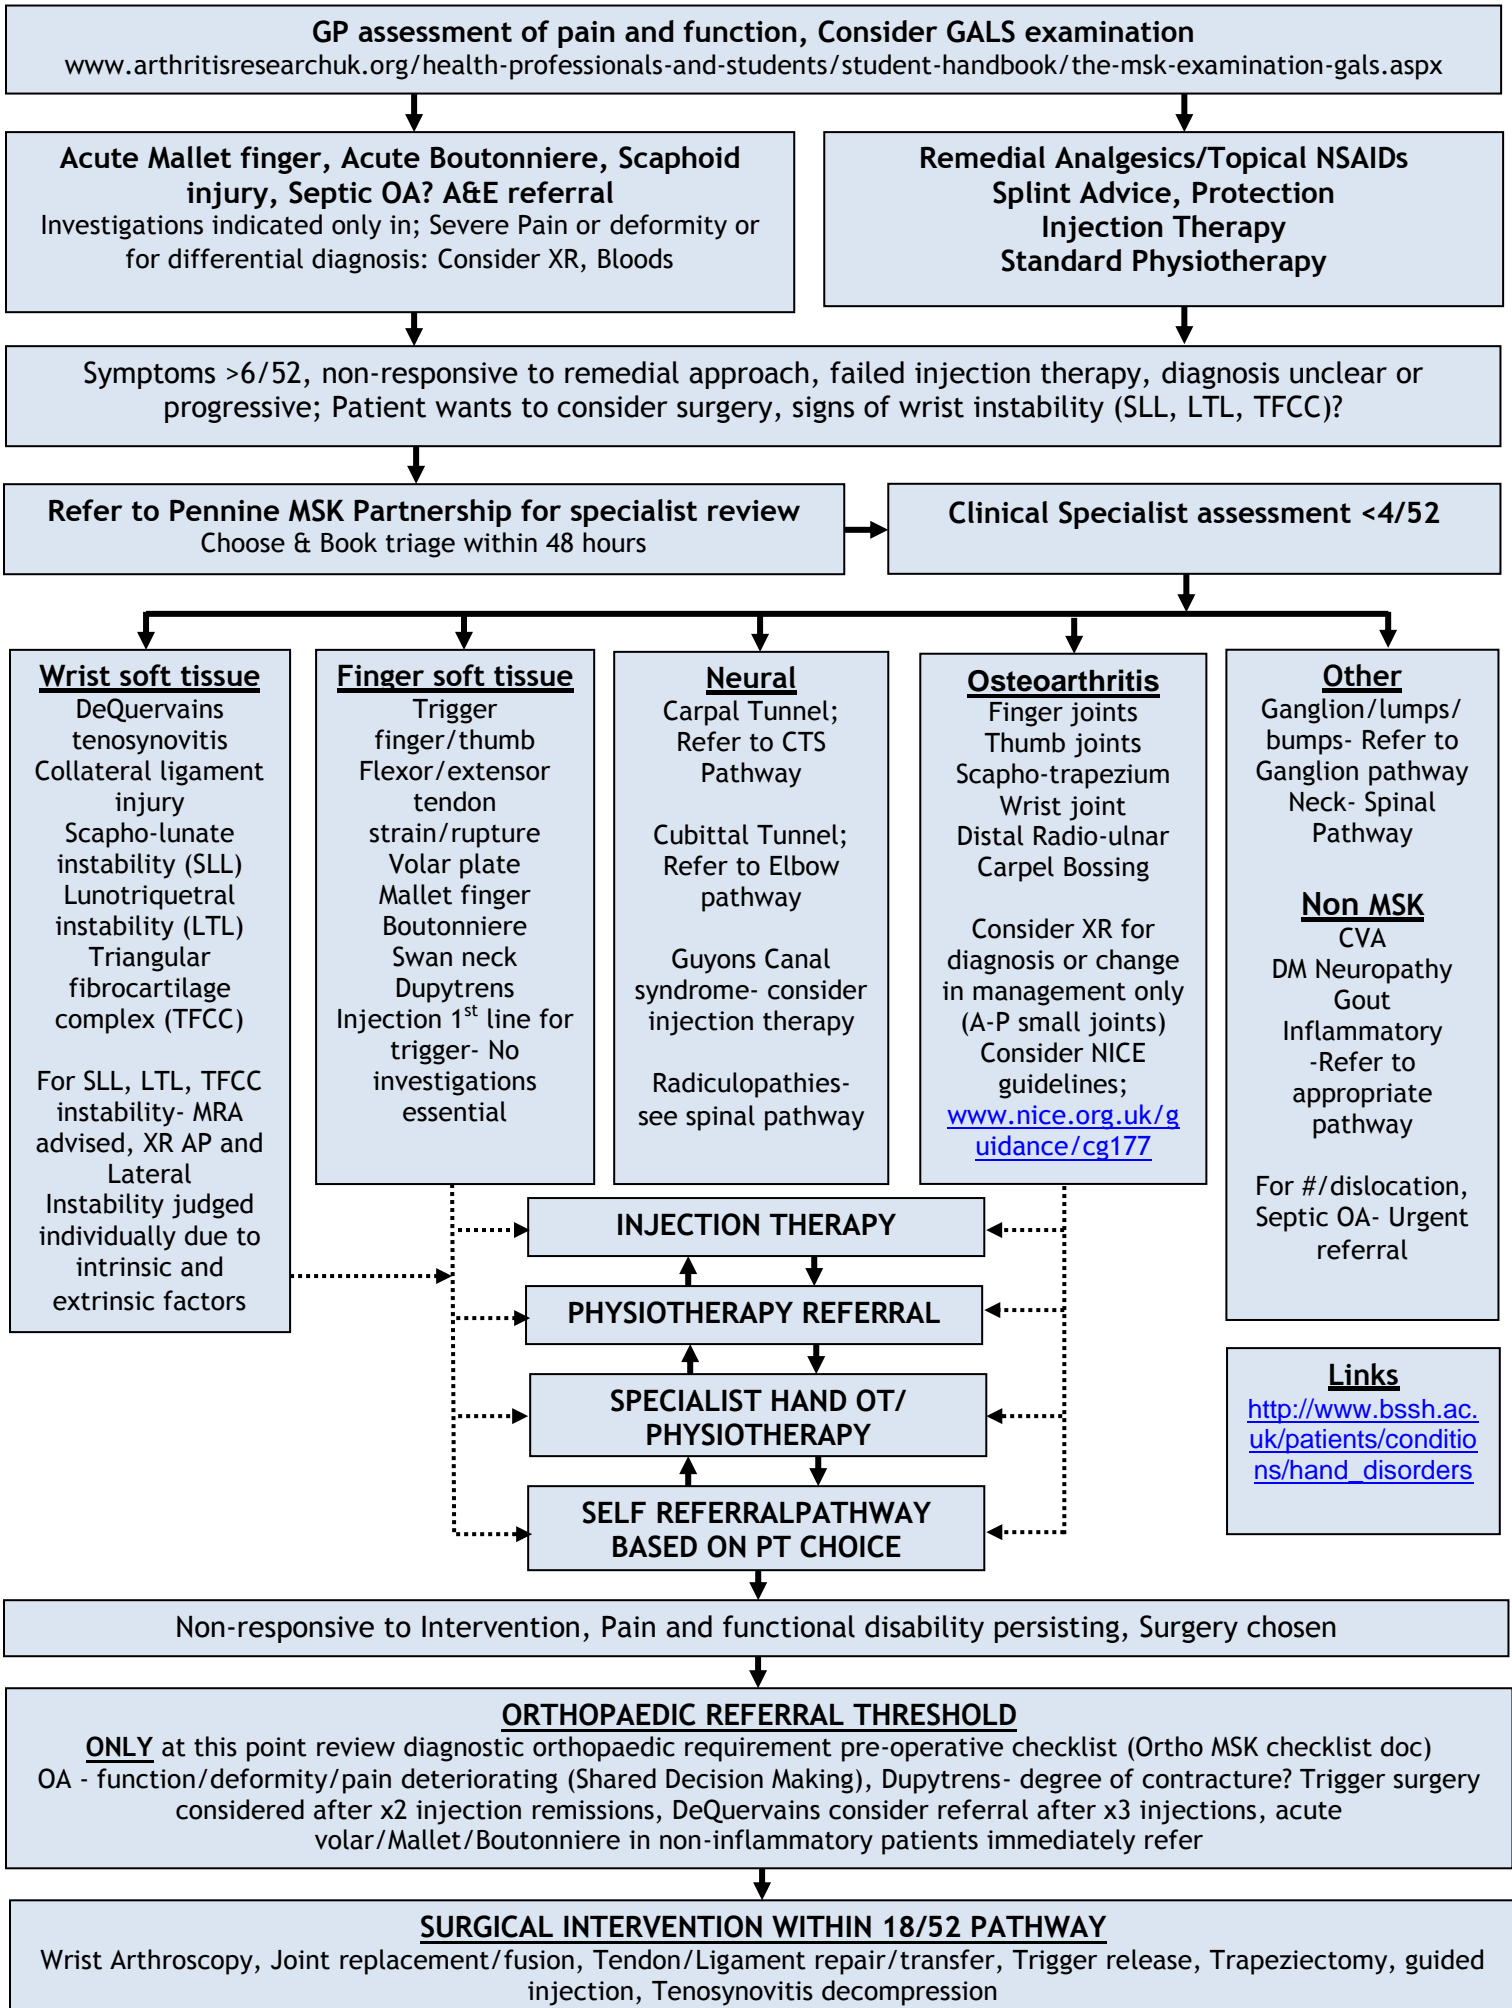 GP assessment of pain and function, Consider GALS examination
www.arthritisresearchuk.org/health-professionals-and-students/student-handbook/the-msk-examination-gals.aspx
Acute Mallet finger, Acute Boutonniere, Scaphoid
injury, Septic OA? A&E referral
Investigations indicated only in; Severe Pain or deformity or
for differential diagnosis: Consider XR, Bloods
Remedial Analgesics/Topical NSAIDs
Splint Advice, Protection
Injection Therapy
Standard Physiotherapy
Symptoms >6/52, non-responsive to remedial approach, failed injection therapy, diagnosis unclear or
progressive; Patient wants to consider surgery, signs of wrist instability (SLL, LTL, TFCC)?
Refer to Pennine MSK Partnership for specialist review
Choose & Book triage within 48 hours
Clinical Specialist assessment <4/52
Wrist soft tissue
DeQuervains
tenosynovitis
Collateral ligament
injury
Scapho-lunate
instability (SLL)
Lunotriquetral
instability (LTL)
Triangular
fibrocartilage
complex (TFCC)
For SLL, LTL, TFCC
instability- MRA
advised, XR AP and
Lateral
Instability judged
individually due to
intrinsic and
extrinsic factors
Finger soft tissue
Trigger
finger/thumb
Flexor/extensor
tendon
strain/rupture
Volar plate
Mallet finger
Boutonniere
Swan neck
Dupytrens
Injection 1st line for
trigger- No
investigations
essential
Neural
Carpal Tunnel;
Refer to CTS
Pathway
Cubittal Tunnel;
Refer to Elbow
pathway
Guyons Canal
syndrome- consider
injection therapy
Radiculopathies-
see spinal pathway
Osteoarthritis
Finger joints
Thumb joints
Scapho-trapezium
Wrist joint
Distal Radio-ulnar
Carpel Bossing
Consider XR for
diagnosis or change
in management only
(A-P small joints)
Consider NICE
guidelines;
www.nice.org.uk/g
uidance/cg177
Other
Ganglion/lumps/
bumps- Refer to
Ganglion pathway
Neck- Spinal
Pathway
Non MSK
CVA
DM Neuropathy
Gout
Inflammatory
-Refer to
appropriate
pathway
For #/dislocation,
Septic OA- Urgent
referral
INJECTION THERAPY
PHYSIOTHERAPY REFERRAL
SPECIALIST HAND OT/
PHYSIOTHERAPY
SELF REFERRALPATHWAY
BASED ON PT CHOICE
Links
http://www.bssh.ac.
uk/patients/conditio
ns/hand_disorders
Non-responsive to Intervention, Pain and functional disability persisting, Surgery chosen
ORTHOPAEDIC REFERRAL THRESHOLD
ONLY at this point review diagnostic orthopaedic requirement pre-operative checklist (Ortho MSK checklist doc)
OA - function/deformity/pain deteriorating (Shared Decision Making), Dupytrens- degree of contracture? Trigger surgery
considered after x2 injection remissions, DeQuervains consider referral after x3 injections, acute
volar/Mallet/Boutonniere in non-inflammatory patients immediately refer
SURGICAL INTERVENTION WITHIN 18/52 PATHWAY
Wrist Arthroscopy, Joint replacement/fusion, Tendon/Ligament repair/transfer, Trigger release, Trapeziectomy, guided
injection, Tenosynovitis decompression